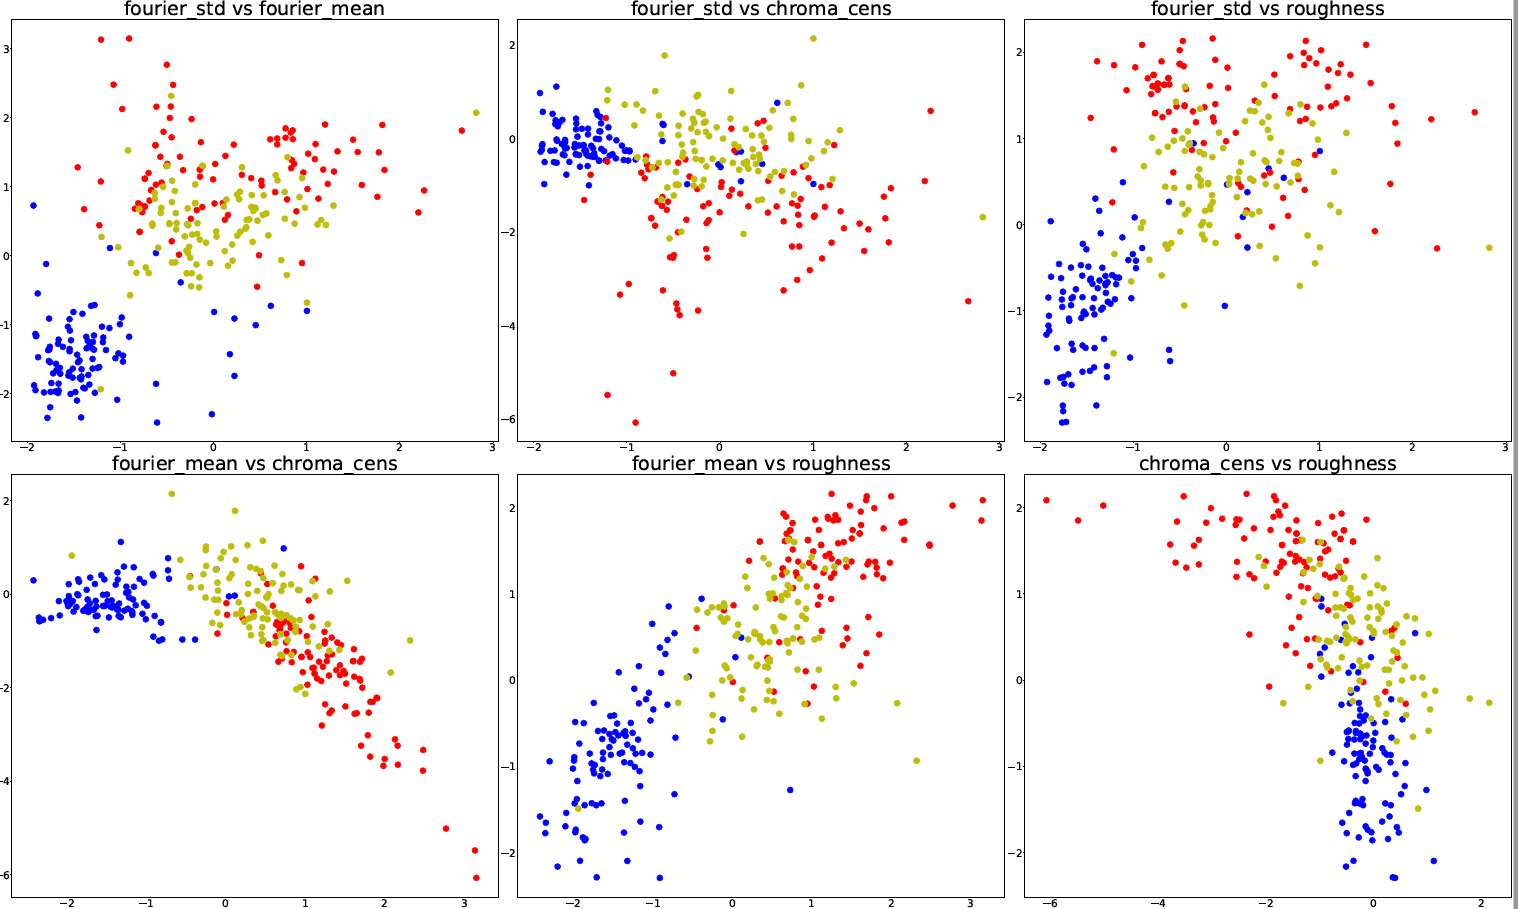 fourier_std vs fourier_mean
3
2
1
0
−1
−2
−2 −1 0 1 2 3
fourier_std vs chroma_cens
2
0
−2
−4
−6
−2 −1 0 1 2 3
fourier_std vs roughness
2
1
0
−1
−2
−2 −1 0 1 2 3
fourier_mean vs chroma_cens
2
0
−2
−4
−6
−2 −1 0 1 2 3
fourier_mean vs roughness
2
1
0
−1
−2
−2 −1 0 1 2 3
chroma_cens vs roughness
2
1
0
−1
−2
−6 −4 −2 0 2